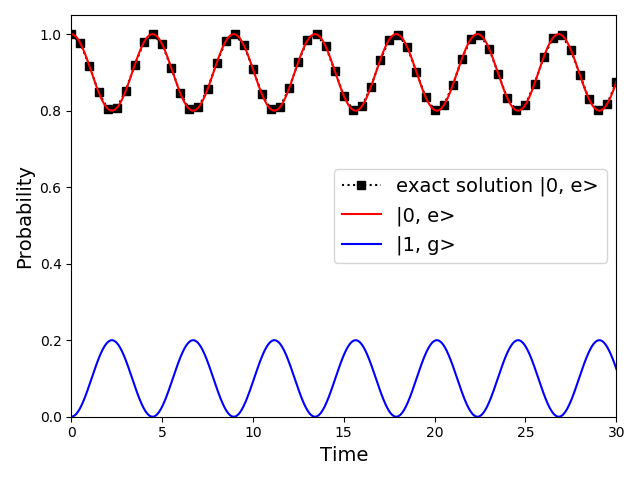 1.0
0.8
0.6
0.4
0.2
0.0
Probability
exact solution |0, e>
|0, e>
|1, g>
0 5 10 15 20 25 30
Time